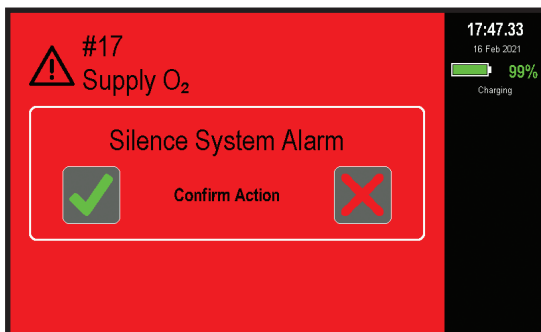 #17
Supply O₂
Silence System Alarm
Confirm Action
17:47.33
16 Feb 2021
99%
Charging